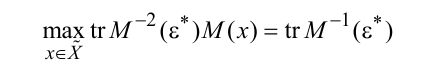 max tr M⁻²(ε*)M(x) = tr M⁻¹(ε*)
x∈X̃